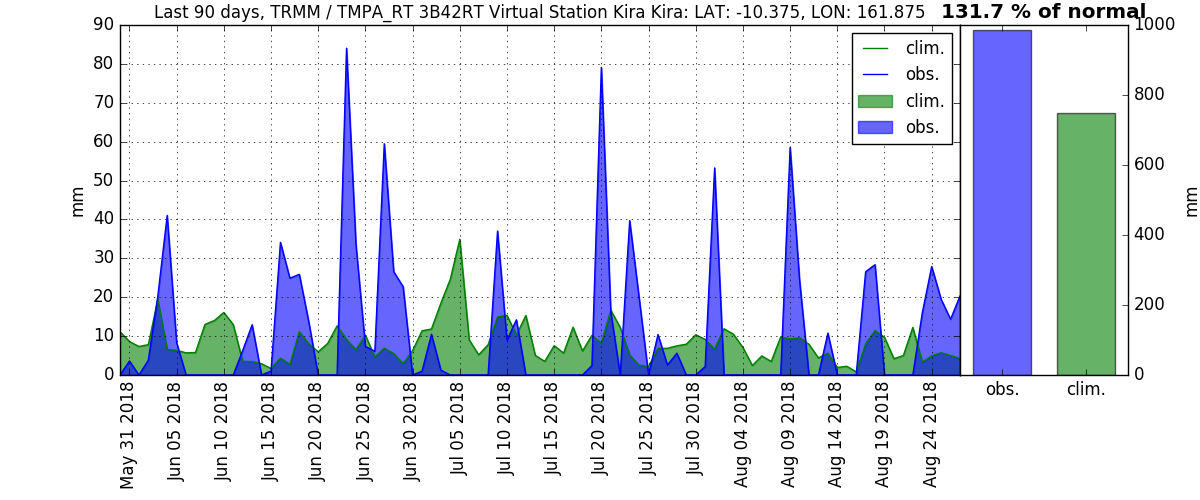 Last 90 days, TRMM / TMPA_RT 3B42RT Virtual Station Kira Kira: LAT: -10.375, LON: 161.875 131.7 % of normal
90
80
70
60
50
40
30
20
10
0
mm
clim.
obs.
clim.
obs.
May 31 2018
Jun 05 2018
Jun 10 2018
Jun 15 2018
Jun 20 2018
Jun 25 2018
Jun 30 2018
Jul 05 2018
Jul 10 2018
Jul 15 2018
Jul 20 2018
Jul 25 2018
Jul 30 2018
Aug 04 2018
Aug 09 2018
Aug 14 2018
Aug 19 2018
Aug 24 2018
1000
800
600
400
200
0
mm
obs. clim.